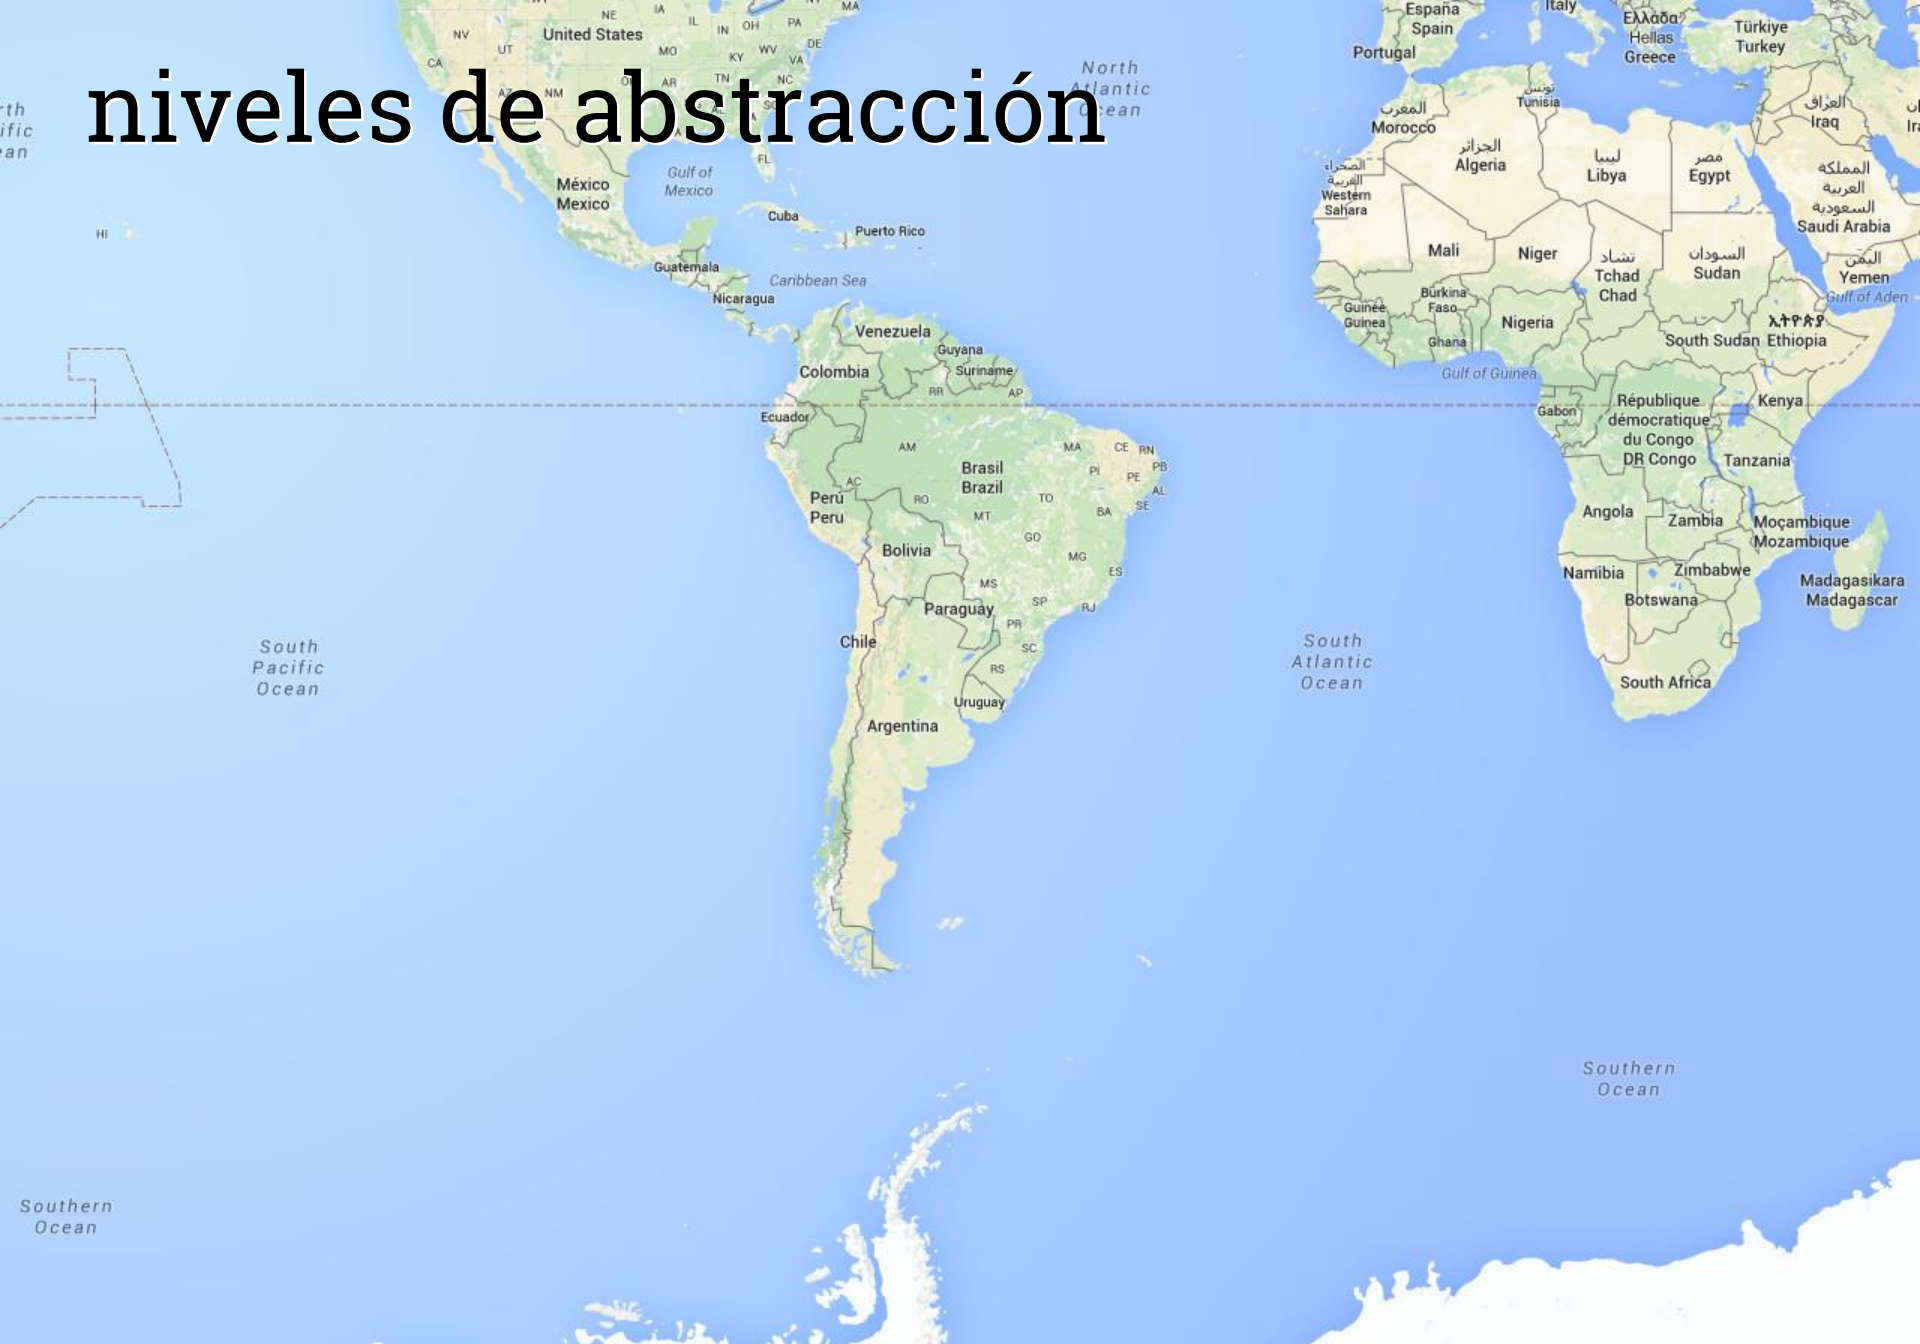 niveles de abstracción
United States
NV
UT
CA
AZ
NM
NE
IA
IL
IN
OH
PA
MA
MO
KY
WV
VA
DE
AR
TN
NC
FL
North
Atlantic
Ocean
rth
ific
an
HI
México
Mexico
Gulf of
Mexico
Cuba
Puerto Rico
Guatemala
Caribbean Sea
Nicaragua
Venezuela
Guyana
Suriname
Colombia
RR
AP
Ecuador
AM
MA
CE
RN
PB
PI
PE
AL
SE
Brasil
Brazil
AC
RO
TO
BA
MT
Perú
Peru
GO
MG
ES
Bolivia
MS
SP
RJ
Paraguay
PR
SC
Chile
RS
Uruguay
Argentina
South
Pacific
Ocean
South
Atlantic
Ocean
Southern
Ocean
Southern
Ocean
España
Spain
Portugal
Italy
Ελλάδα
Hellas
Greece
Türkiye
Turkey
تونس
Tunisia
المغرب
Morocco
الجزائر
Algeria
ليبيا
Libya
مصر
Egypt
العراق
Iraq
المملكة
العربية
السعودية
Saudi Arabia
الصحراء
الغربية
Western
Sahara
Mali
Niger
تشاد
Tchad
Chad
السودان
Sudan
اليمن
Yemen
Gulf of Aden
Burkina
Faso
Guinée
Guinea
Ghana
Nigeria
South Sudan
ኢትዮጵያ
Ethiopia
Gulf of Guinea
Gabon
République
démocratique
du Congo
DR Congo
Kenya
Tanzania
Angola
Zambia
Moçambique
Mozambique
Namibia
Zimbabwe
Botswana
Madagasikara
Madagascar
South Africa